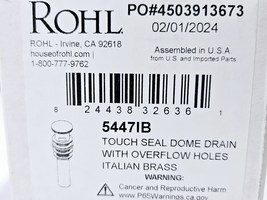 ROHL
PO#4503913673
02/01/2024
ROHL - Irvine, CA 92618
houseofrohl.com |
1-800-777-9762
Assembled in U.S.A
from U.S. and Imported Parts
8 24438 32636 1
5447IB
TOUCH SEAL DOME DRAIN
WITH OVERFLOW HOLES
ITALIAN BRASS
Cancer and Reproductive Harm
www.P65Warnings.ca.gov